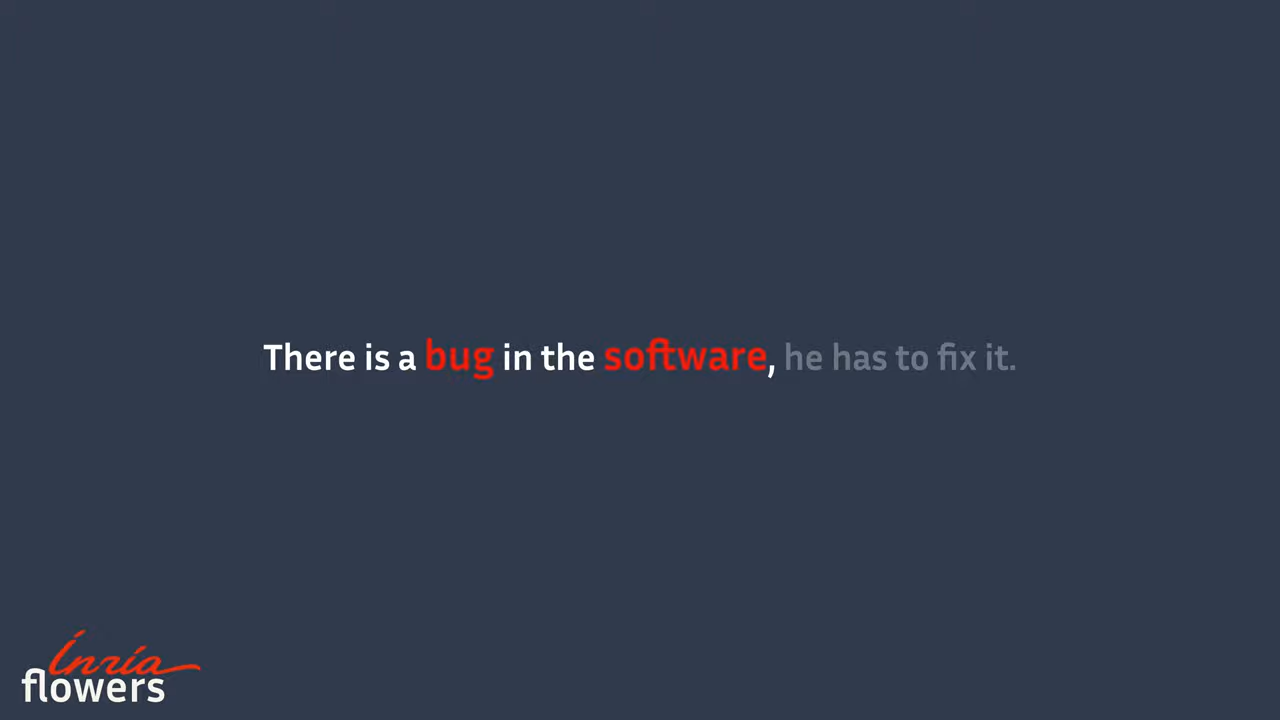 There is a bug in the software, he has to fix it.
Inria
flowers